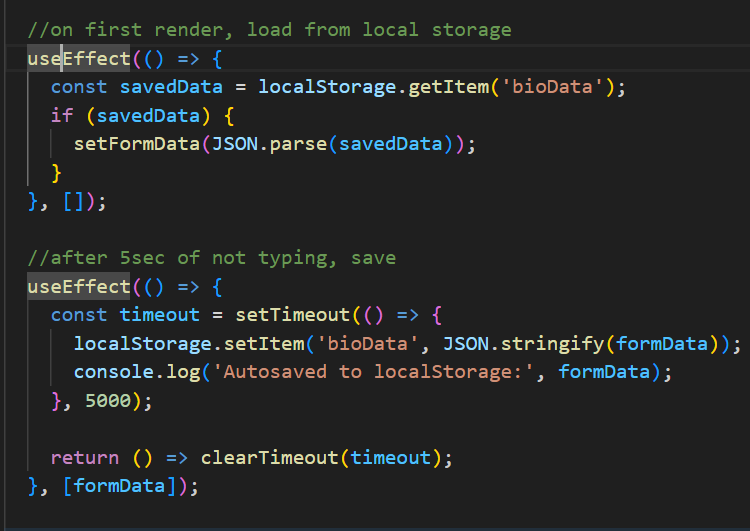 //on first render, load from local storage
useEffect(() => {
  const savedData = localStorage.getItem('bioData');
  if (savedData) {
    setFormData(JSON.parse(savedData));
  }
}, []);

//after 5sec of not typing, save
useEffect(() => {
  const timeout = setTimeout(() => {
    localStorage.setItem('bioData', JSON.stringify(formData));
    console.log('Autosaved to localStorage:', formData);
  }, 5000);

  return () => clearTimeout(timeout);
}, [formData]);